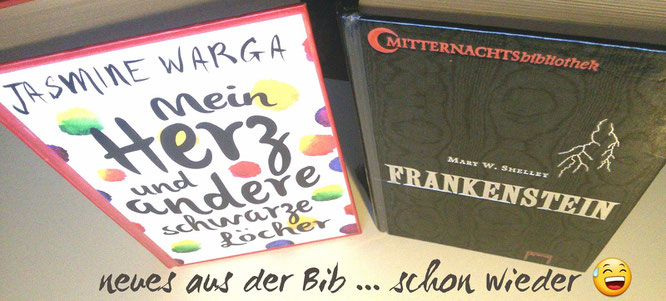 JASMINE WARGA
Mein
Herz
und
andere
schwarze
Löcher
MITTERNACHTSbibliothek
MARY W. SHELLEY
FRANKENSTEIN
neues aus der Bib ... schon wieder